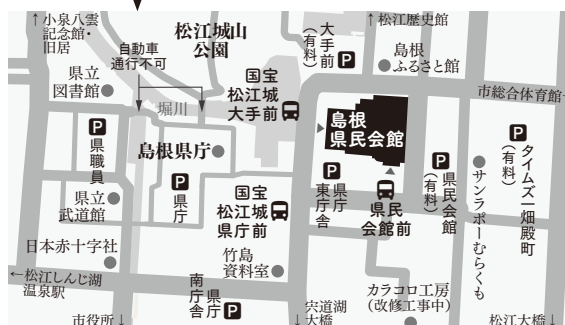 ↑小泉八雲
記念館・
旧居
自動車
通行不可
松江城山
公園
大手前
（有料）
P
↑松江歴史館
島根
ふるさと館
県立
図書館
国宝
松江城
大手前
市総合体育館→
堀川
島根
県民会館
P
県職員
島根県庁
P
県庁
P
県庁
東庁舎
P
県民会館
（有料）
P
タイムズ一畑殿町
（有料）
サンラポーむらくも
県立
武道館
国宝
松江城
県庁前
県民
会館前
日本赤十字社
竹島
資料室
←松江しんじ湖
温泉駅
県庁
南庁舎
P
カラコロ工房
（改修工事中）
市役所↓
宍道湖
↓大橋
松江大橋↓